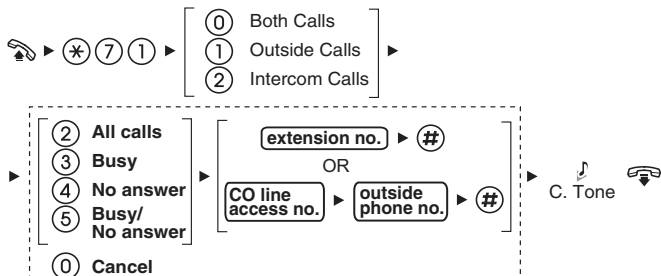 0 Both Calls
* 7 1 1 Outside Calls
2 Intercom Calls
2 All calls
3 Busy
4 No answer
5 Busy/
No answer
0 Cancel
extension no. #
OR
CO line
access no.
outside
phone no.
#
C. Tone